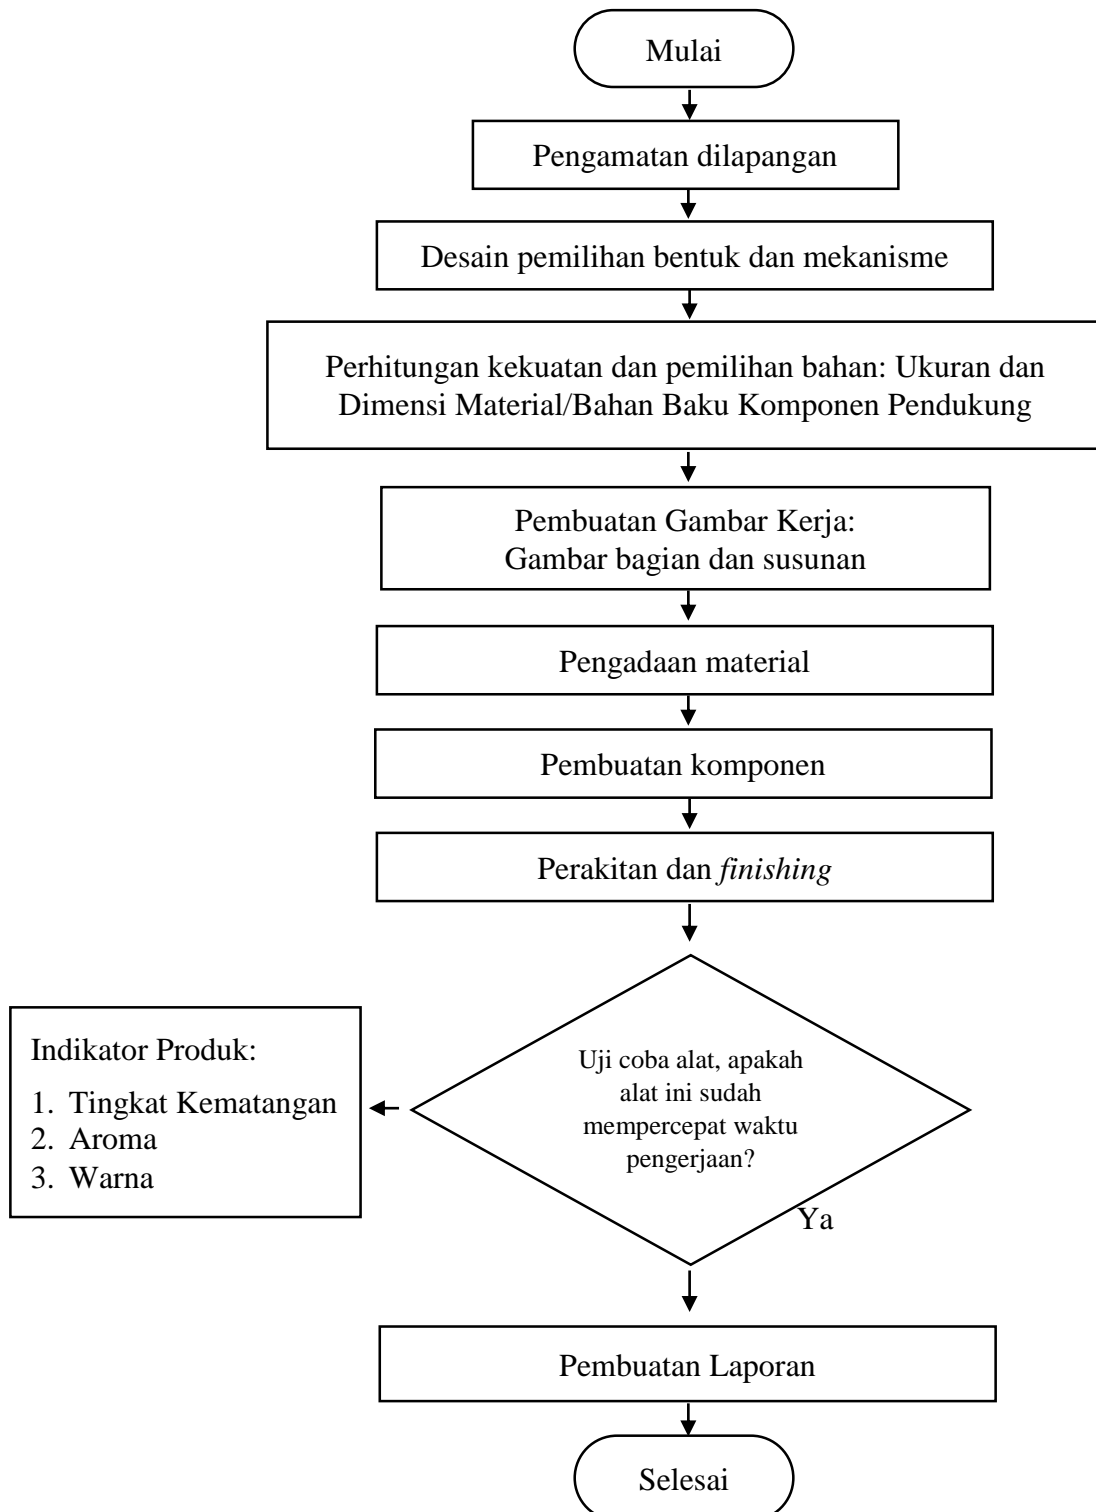 Mulai
Pengamatan dilapangan
Desain pemilihan bentuk dan mekanisme
Perhitungan kekuatan dan pemilihan bahan: Ukuran dan
Dimensi Material/Bahan Baku Komponen Pendukung
Pembuatan Gambar Kerja:
Gambar bagian dan susunan
Pengadaan material
Pembuatan komponen
Perakitan dan finishing
Uji coba alat, apakah
alat ini sudah
mempercepat waktu
pengerjaan?
Indikator Produk:
1. Tingkat Kematangan
2. Aroma
3. Warna
Ya
Pembuatan Laporan
Selesai